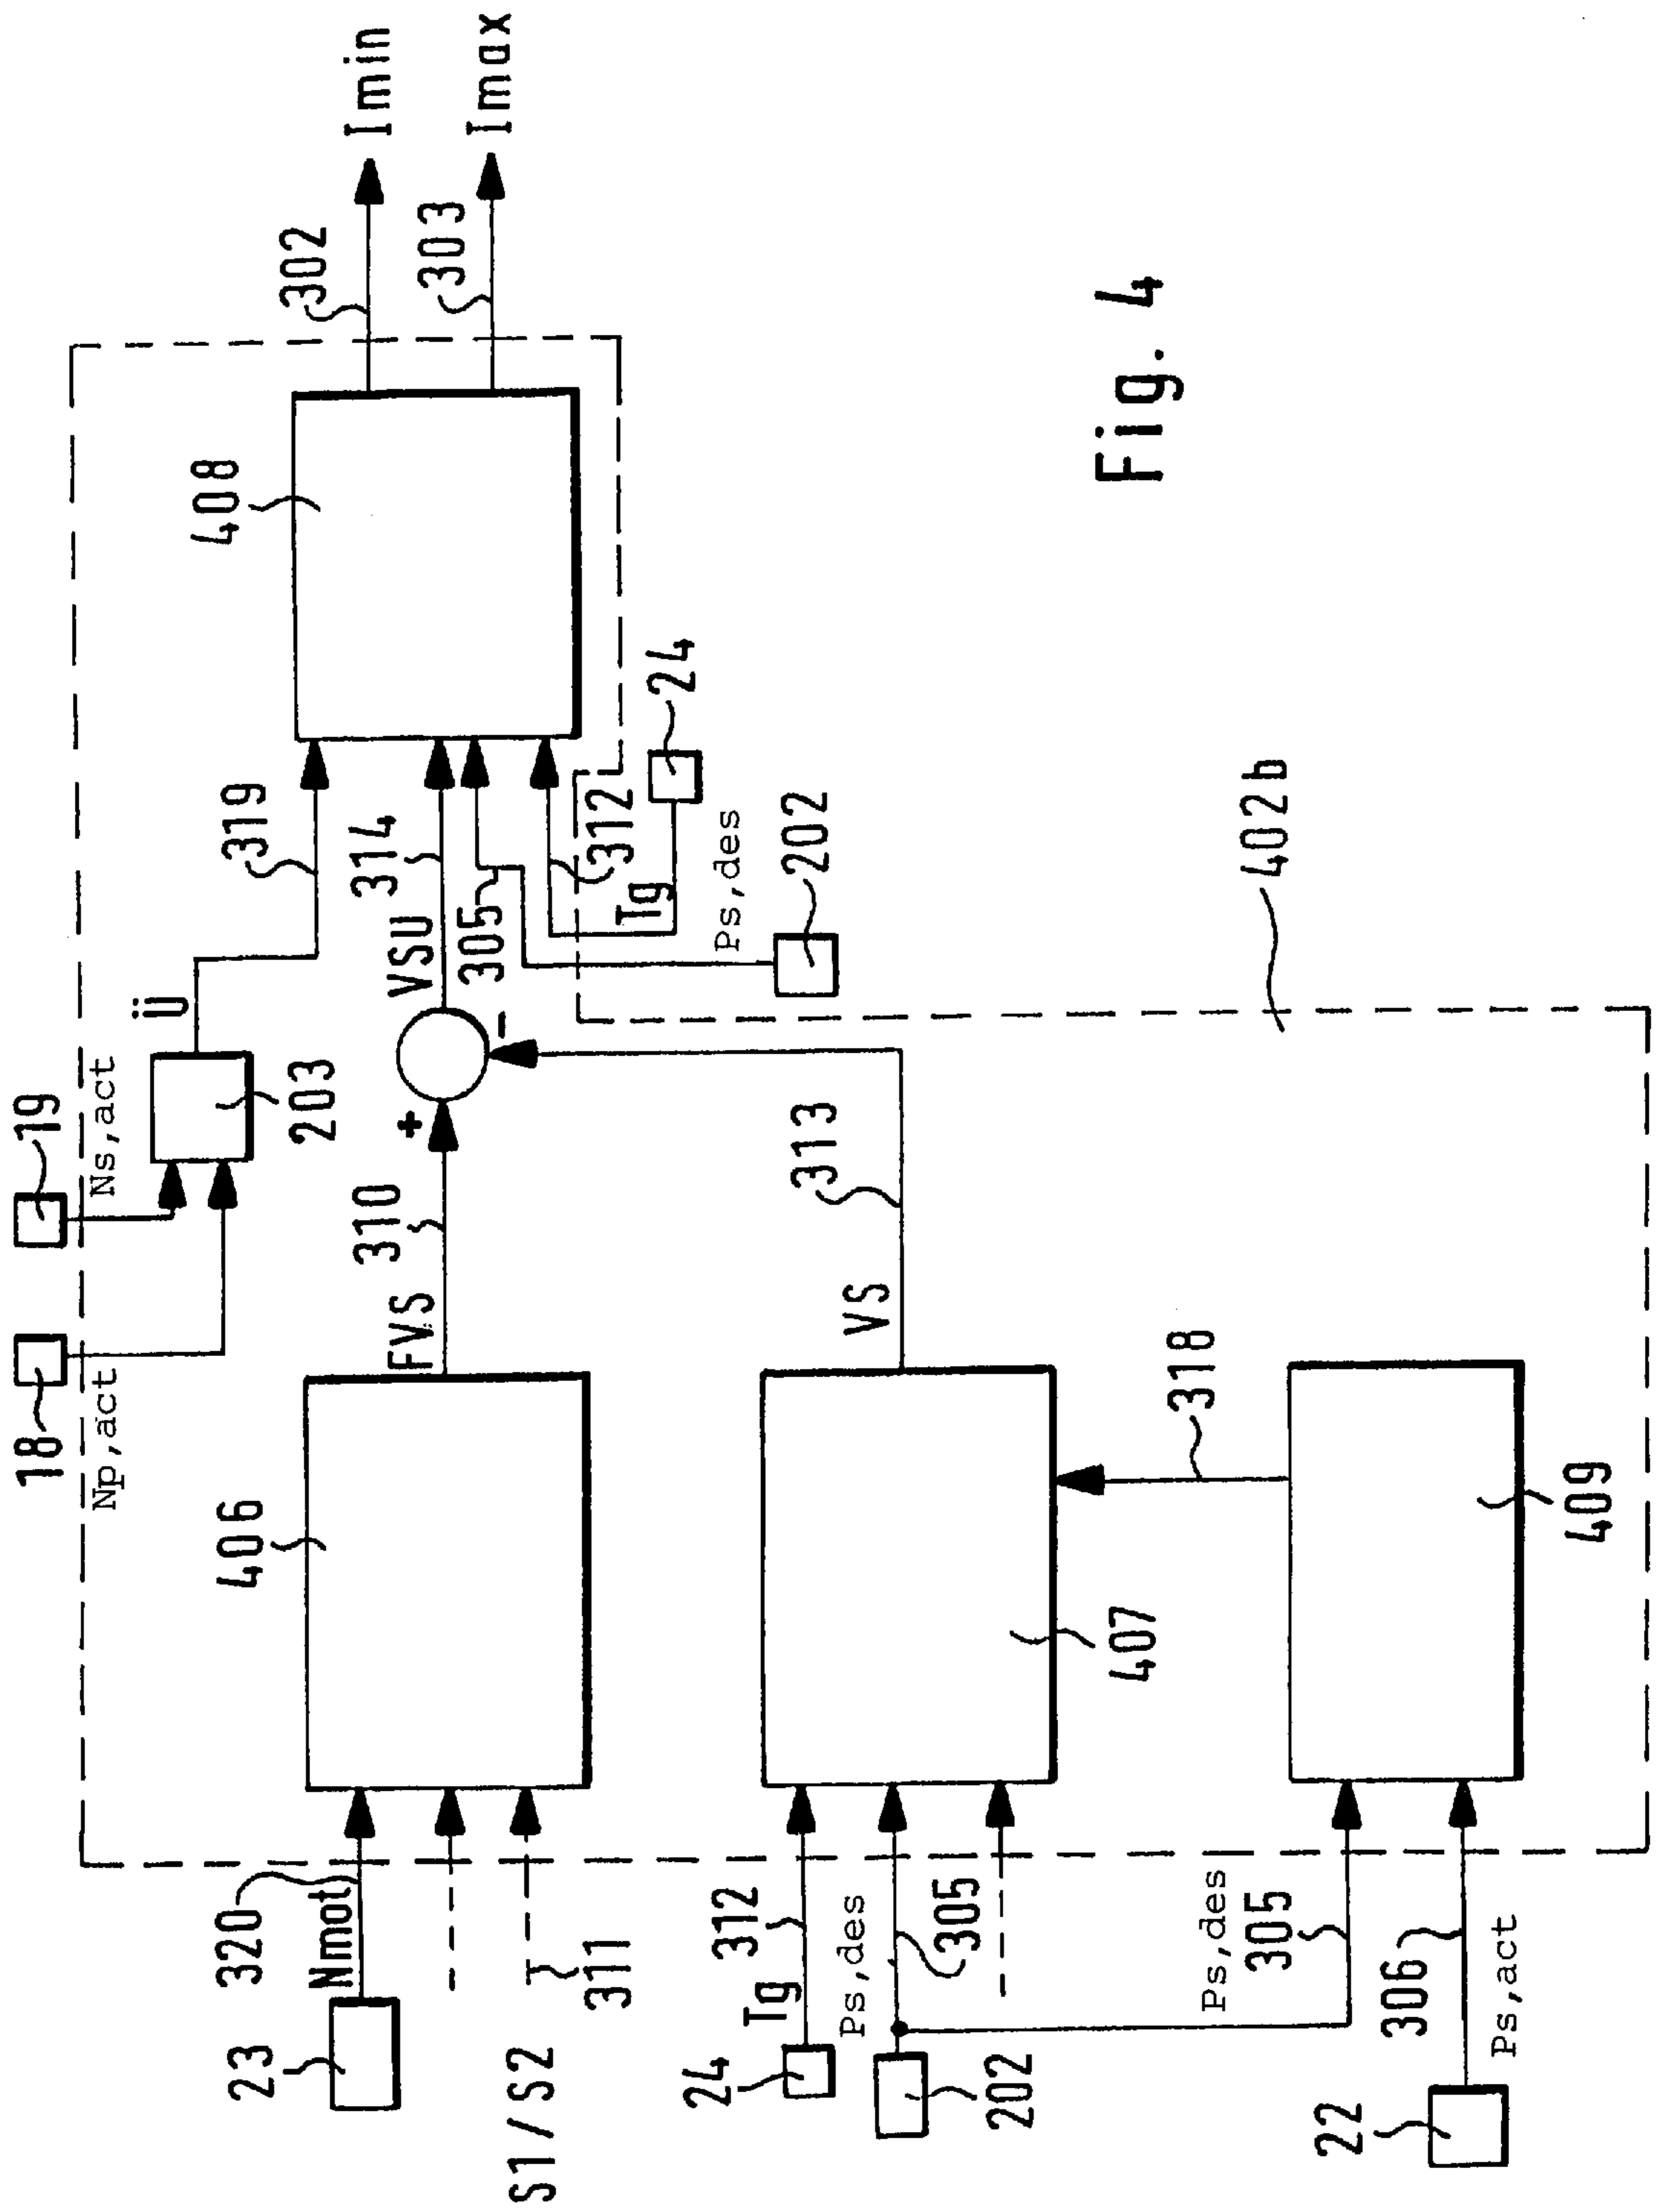 18
Np,act
19
Ns,act
203
Ü
319
408
302
303
Imin
Imax
23
320
Nmot
406
FVS
310
+
-
VSU
314
305
Tg
312
24
Ps,des
202
S1/S2
311
24
Tg
312
Ps,des
305
202
407
VS
313
318
402b
Ps,des
305
306
Ps,act
22
409
Fig. 4